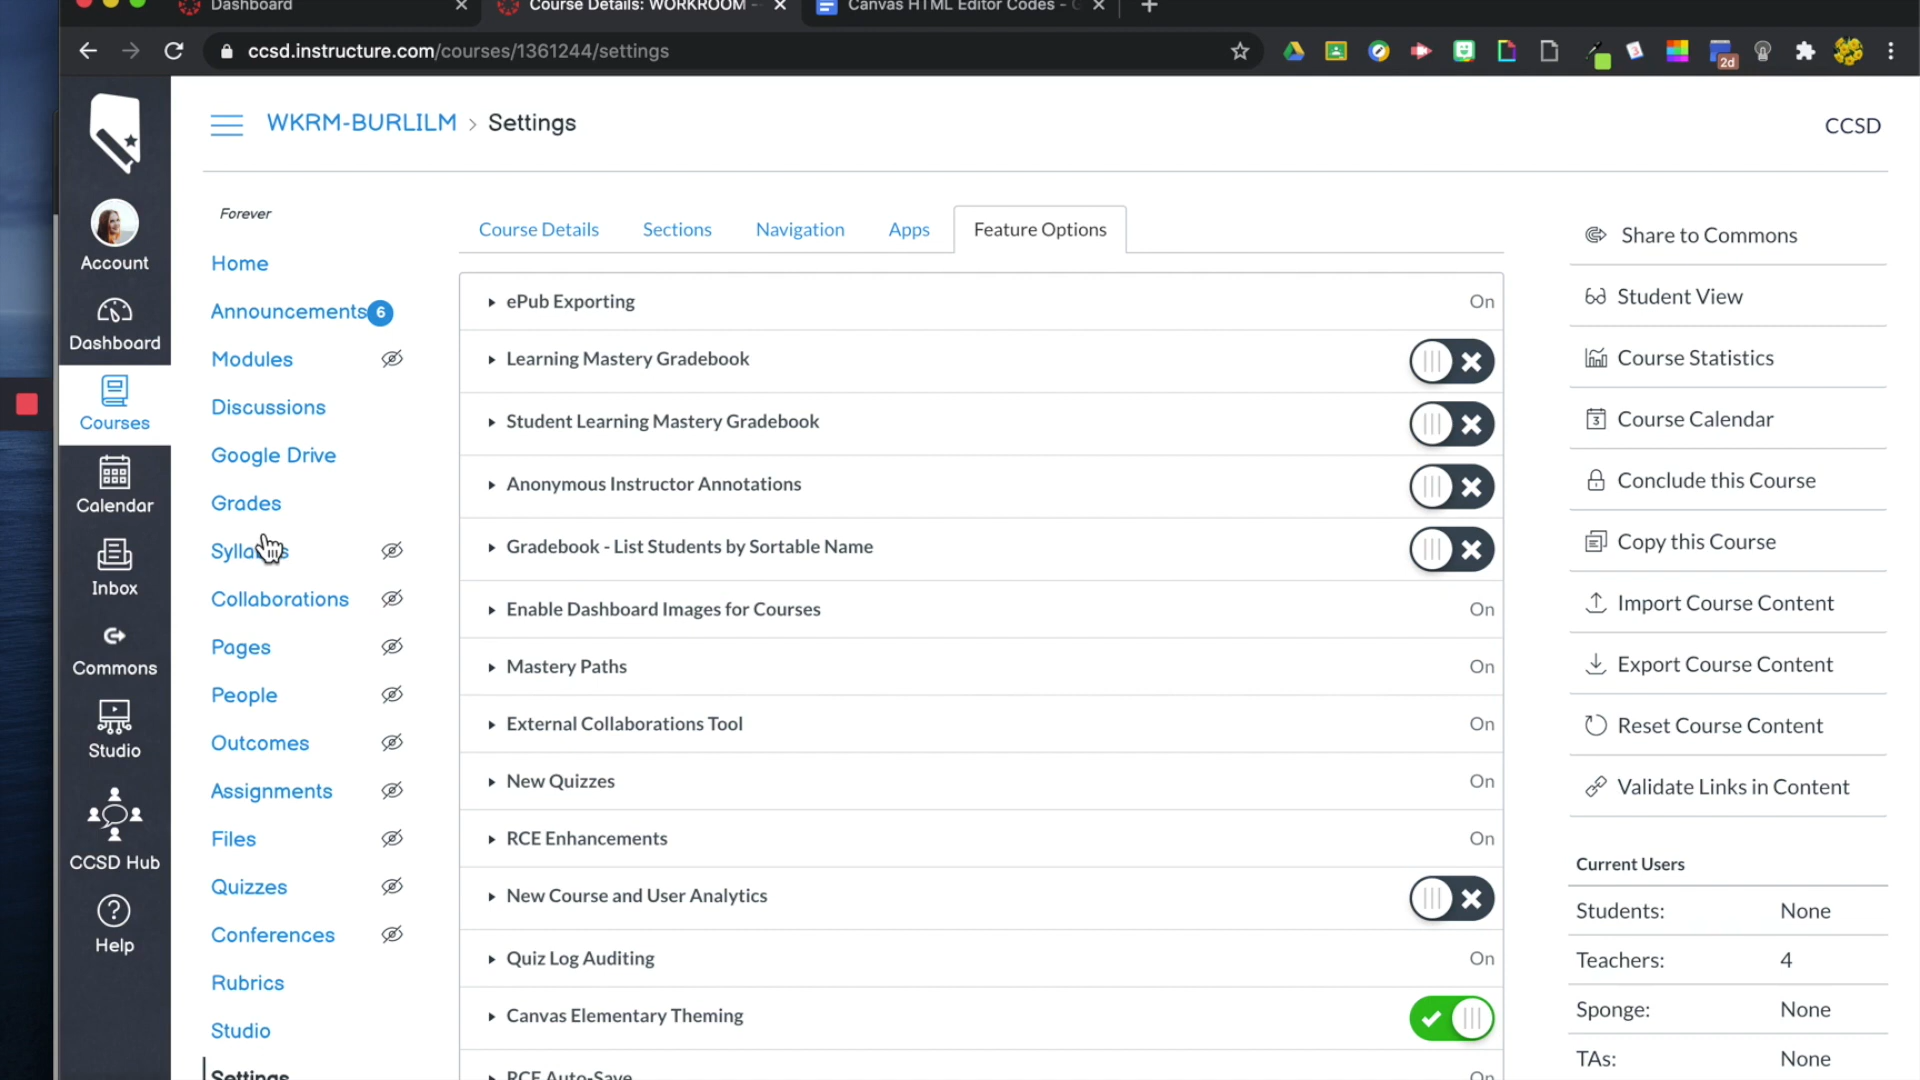 Dashboard
Course Details: WORKROOM -
Canvas HTML Editor Codes - G
ccsd.instructure.com/courses/1361244/settings
2d
WKRM-BURLILM > Settings
CCSD
Account
Dashboard
Courses
Calendar
Inbox
Commons
Studio
CCSD Hub
Help
Forever
Home
Announcements 6
Modules
Discussions
Google Drive
Grades
Collaborations
Pages
People
Outcomes
Assignments
Files
Quizzes
Conferences
Rubrics
Studio
Settings
Course Details
Sections
Navigation
Apps
Feature Options
ePub Exporting On
Learning Mastery Gradebook
Student Learning Mastery Gradebook
Anonymous Instructor Annotations
Gradebook - List Students by Sortable Name
Enable Dashboard Images for Courses On
Mastery Paths On
External Collaborations Tool On
New Quizzes On
RCE Enhancements On
New Course and User Analytics
Quiz Log Auditing On
Canvas Elementary Theming
RCE Auto-Save On
Share to Commons
Student View
Course Statistics
3 Course Calendar
Conclude this Course
Copy this Course
Import Course Content
Export Course Content
Reset Course Content
Validate Links in Content
Current Users
Students: None
Teachers: 4
Sponge: None
TAs: None